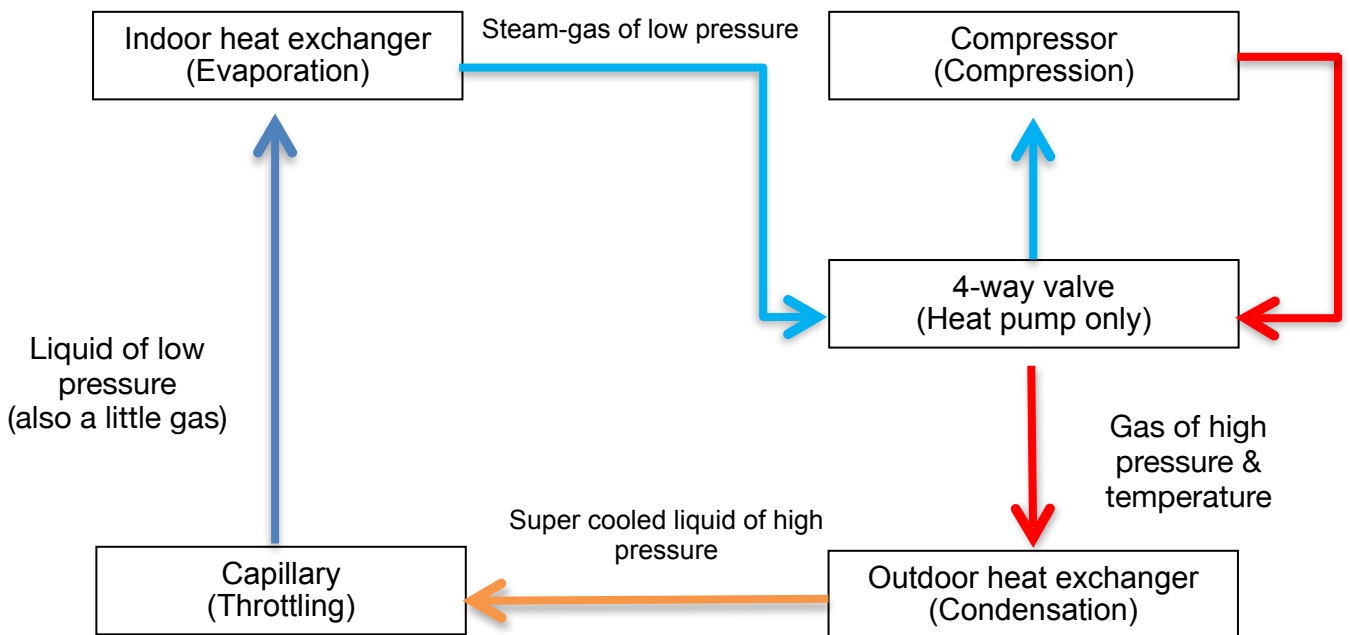 Indoor heat exchanger
(Evaporation)
Steam-gas of low pressure
Compressor
(Compression)
4-way valve
(Heat pump only)
Liquid of low
pressure
(also a little gas)
Gas of high
pressure &
temperature
Super cooled liquid of high
pressure
Capillary
(Throttling)
Outdoor heat exchanger
(Condensation)